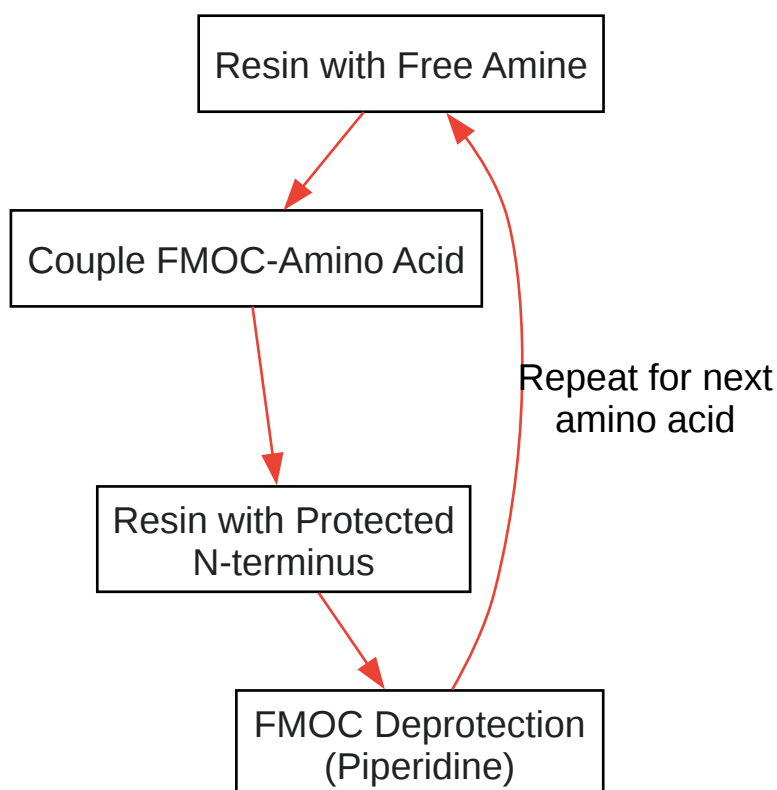 Resin with Free Amine
Couple FMOC-Amino Acid
Repeat for next
amino acid
Resin with Protected
N-terminus
FMOC Deprotection
(Piperidine)